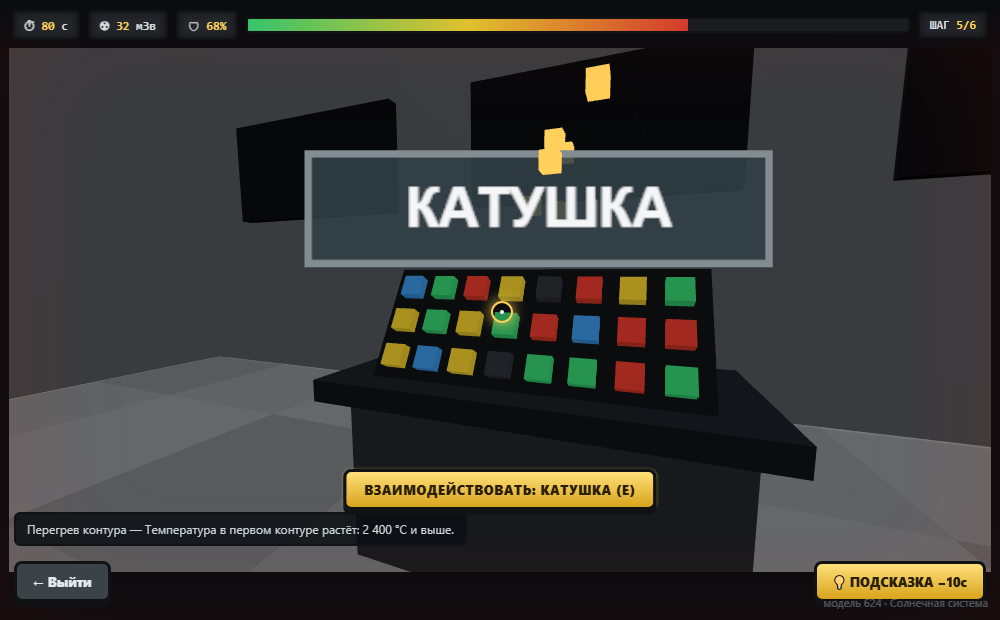 80 с
32 мЗв
68%
ШАГ 5/6
КАТУШКА
ВЗАИМОДЕЙСТВОВАТЬ: КАТУШКА (E)
Перегрев контура — Температура в первом контуре растёт: 2 400 °C и выше.
← Выйти
ПОДСКАЗКА −10с
модель 624 · Солнечная система